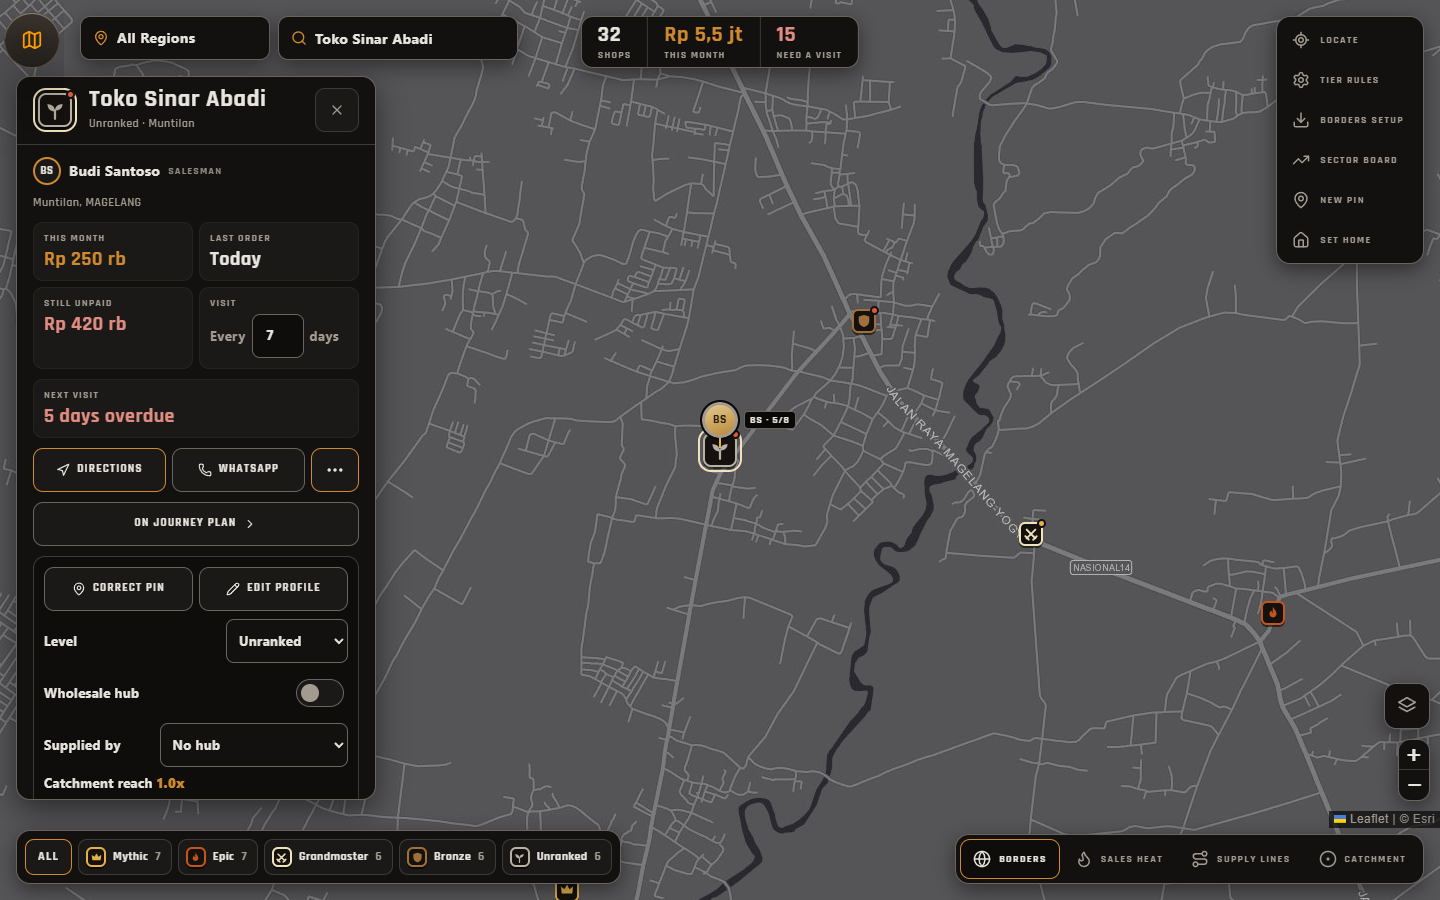 All Regions
Toko Sinar Abadi
32
SHOPS
Rp 5,5 jt
THIS MONTH
15
NEED A VISIT
LOCATE
TIER RULES
BORDERS SETUP
SECTOR BOARD
NEW PIN
SET HOME
Toko Sinar Abadi
Unranked · Muntilan
BS
Budi Santoso SALESMAN
Muntilan, MAGELANG
THIS MONTH
Rp 250 rb
LAST ORDER
Today
STILL UNPAID
Rp 420 rb
VISIT
Every 7 days
NEXT VISIT
5 days overdue
DIRECTIONS
WHATSAPP
ON JOURNEY PLAN
CORRECT PIN
EDIT PROFILE
Level
Unranked
Wholesale hub
Supplied by
No hub
Catchment reach 1.0x
BS
BS · 5/8
JALAN RAYA MAGELANG-YOG
NASIONAL14
Leaflet | © Esri
ALL
Mythic 7
Epic 7
Grandmaster 6
Bronze 6
Unranked 6
BORDERS
SALES HEAT
SUPPLY LINES
CATCHMENT
JA